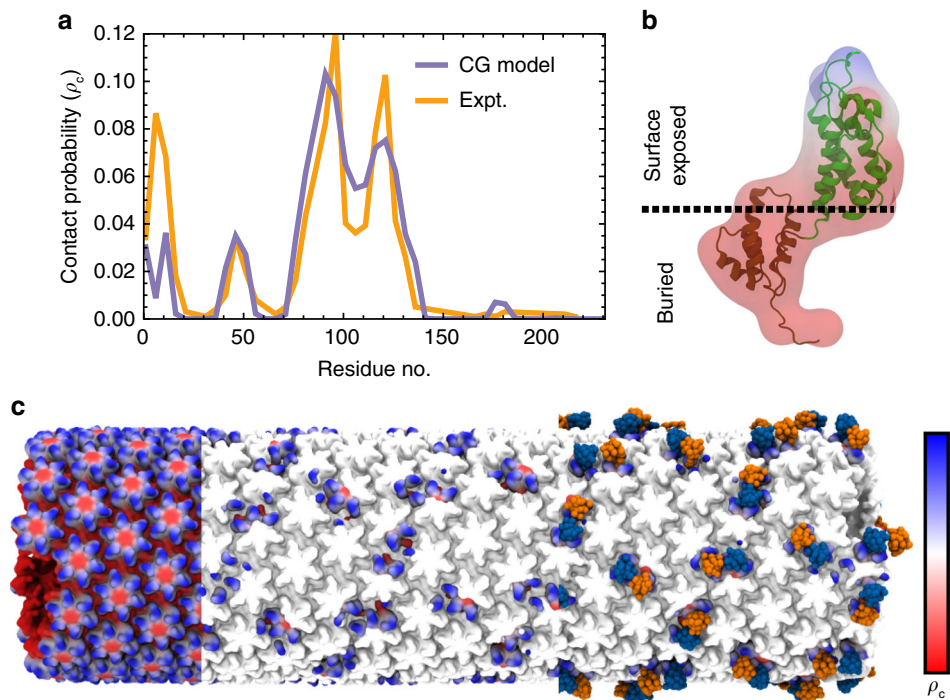 a
0.12
0.10
0.08
0.06
0.04
0.02
0.00
Contact probability (ρc)
CG model
Expt.
0
50
100
150
200
Residue no.
b
Surface
exposed
Buried
c
ρc